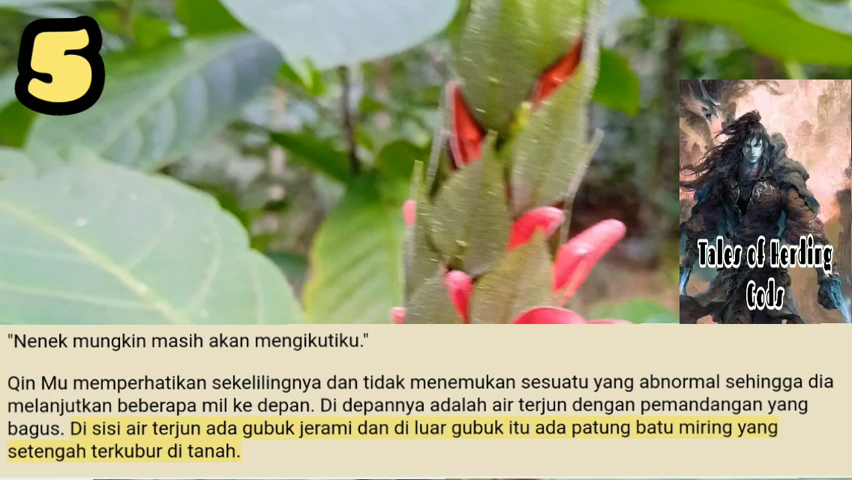 5
Tales of Herding
Gods
"Nenek mungkin masih akan mengikutiku."
Qin Mu memperhatikan sekelilingnya dan tidak menemukan sesuatu yang abnormal sehingga dia
melanjutkan beberapa mil ke depan. Di depannya adalah air terjun dengan pemandangan yang
bagus. Di sisi air terjun ada gubuk jerami dan di luar gubuk itu ada patung batu miring yang
setengah terkubur di tanah.